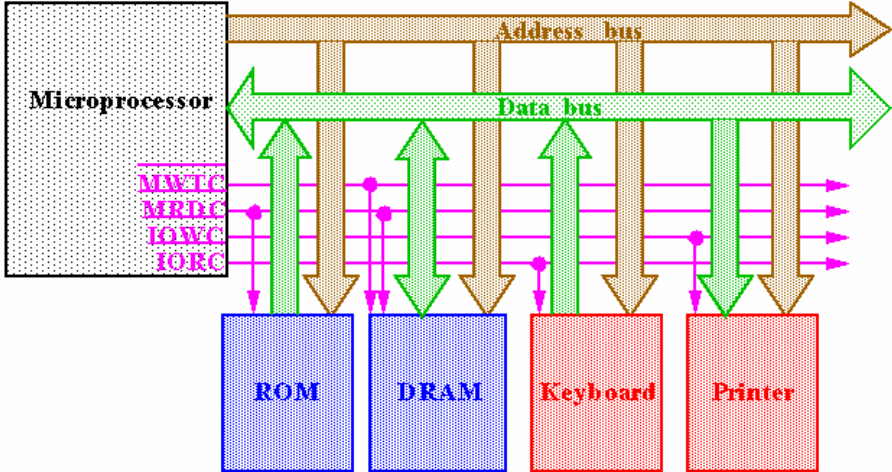 Address bus
Microprocessor
Data bus
MWTC
MRDC
IOWC
IORC
ROM
DRAM
Keyboard
Printer